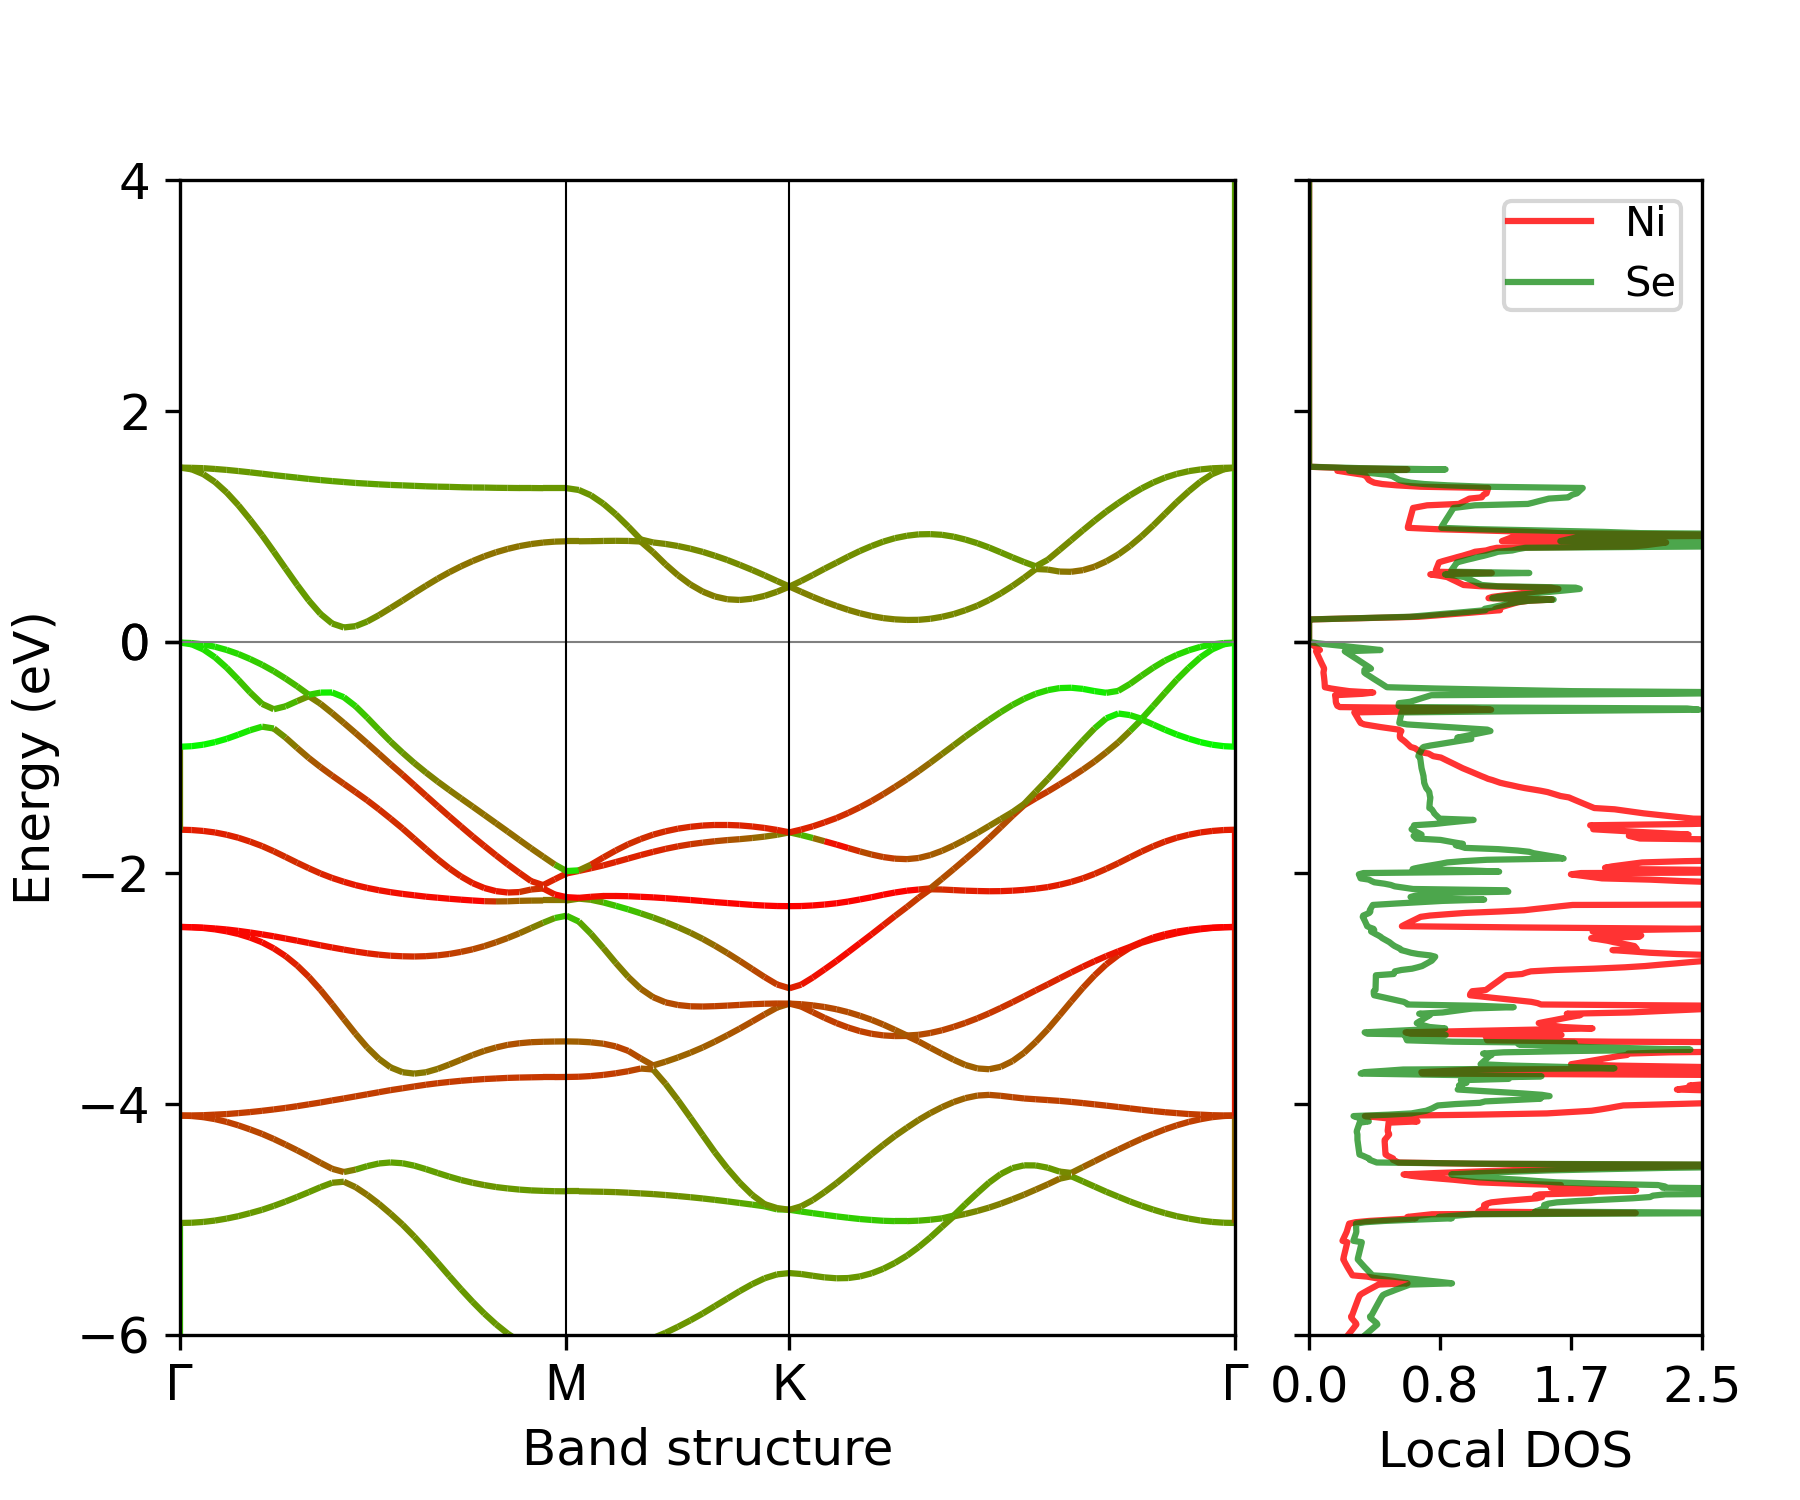 4
2
0
−2
−4
−6
Energy (eV)
Γ M K Γ
Band structure
Ni
Se
0.0 0.8 1.7 2.5
Local DOS